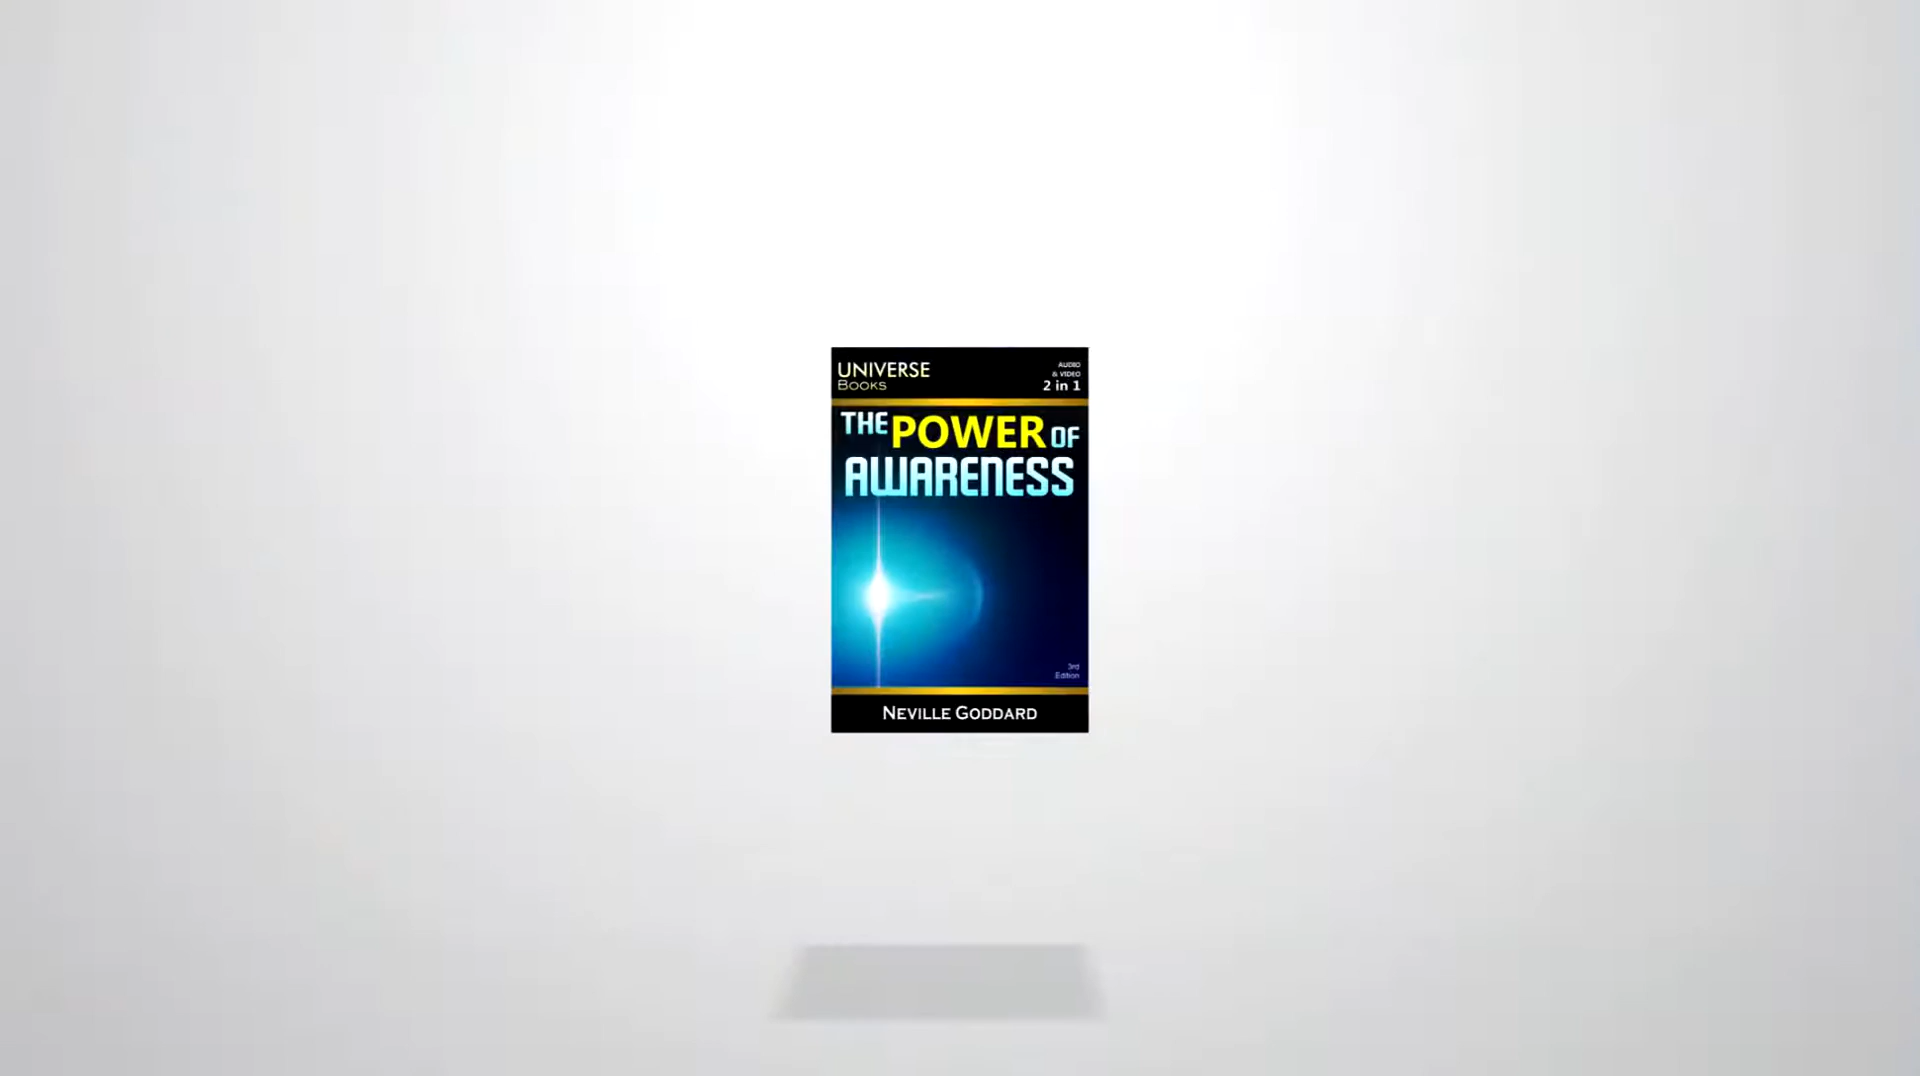 UNIVERSE
BOOKS
AUDIO
& VIDEO
2 in 1
THE POWER OF
AWARENESS
3rd
Edition
NEVILLE GODDARD